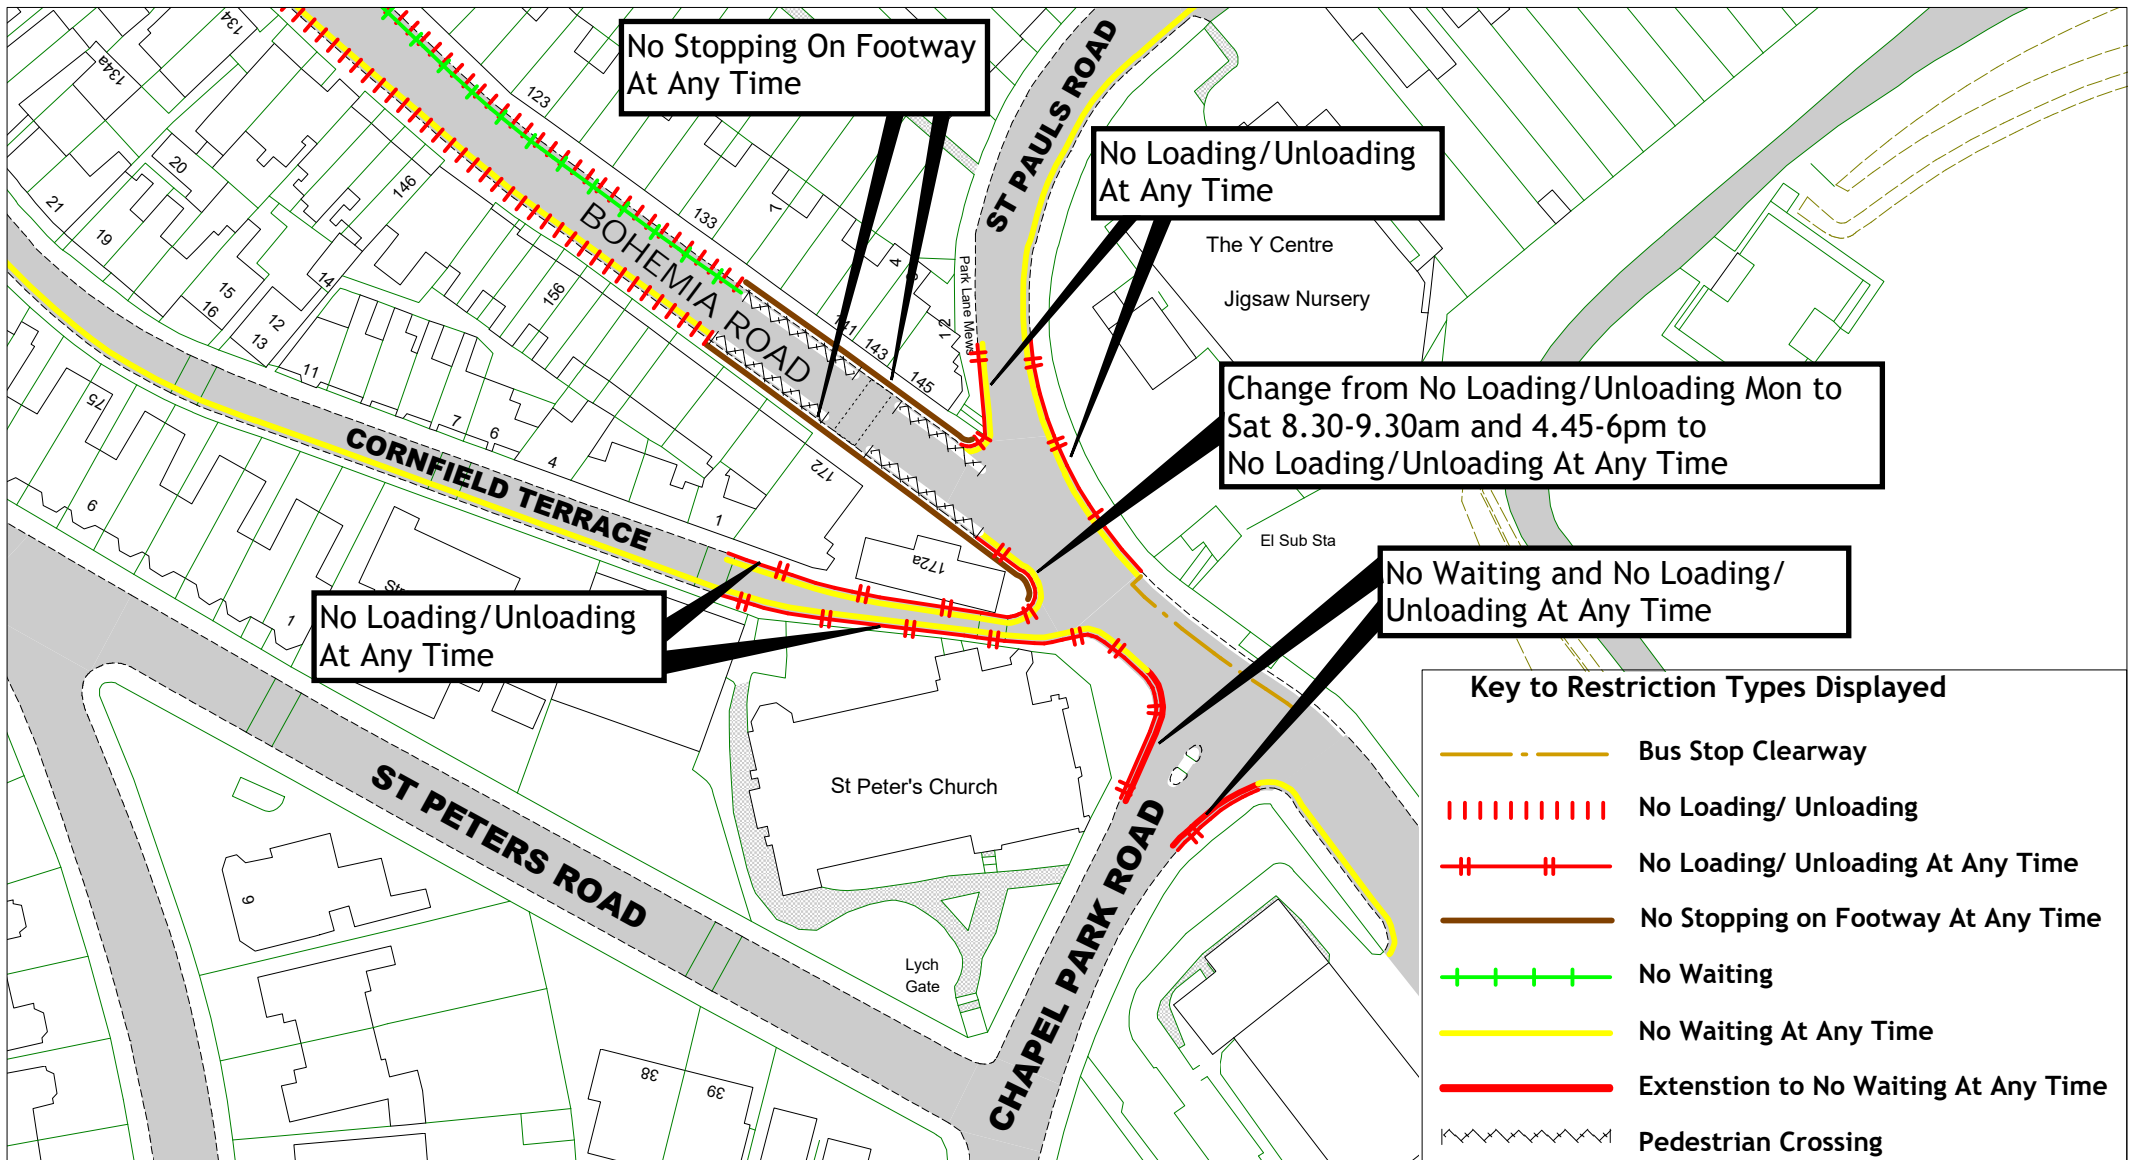 134
134a
123
No Stopping On Footway
At Any Time
ST PAULS ROAD
No Loading/Unloading
At Any Time
20
21
19
146
133
7
4
The Y Centre
Jigsaw Nursery
Park Lane Mews
BOHEMIA ROAD
14
15
16
12
13
156
11
141
143
145
2
Change from No Loading/Unloading Mon to
Sat 8.30-9.30am and 4.45-6pm to
No Loading/Unloading At Any Time
75
7
6
4
CORNFIELD TERRACE
172
1
6
172a
El Sub Sta
No Waiting and No Loading/
Unloading At Any Time
No Loading/Unloading
At Any Time
1
St Peter's Church
ST PETERS ROAD
CHAPEL PARK ROAD
9
Lych
Gate
38
39
Key to Restriction Types Displayed
Bus Stop Clearway
No Loading/ Unloading
No Loading/ Unloading At Any Time
No Stopping on Footway At Any Time
No Waiting
No Waiting At Any Time
Extenstion to No Waiting At Any Time
Pedestrian Crossing